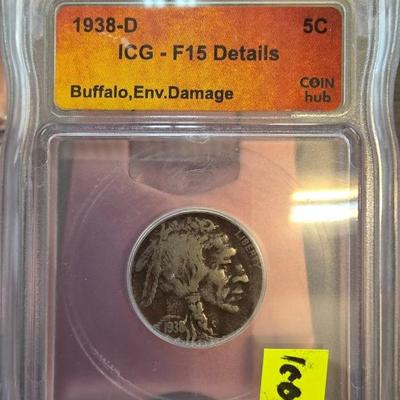 1938-D 5C
ICG - F15 Details
Buffalo,Env.Damage
COIN
hub
LIBERTY
1938